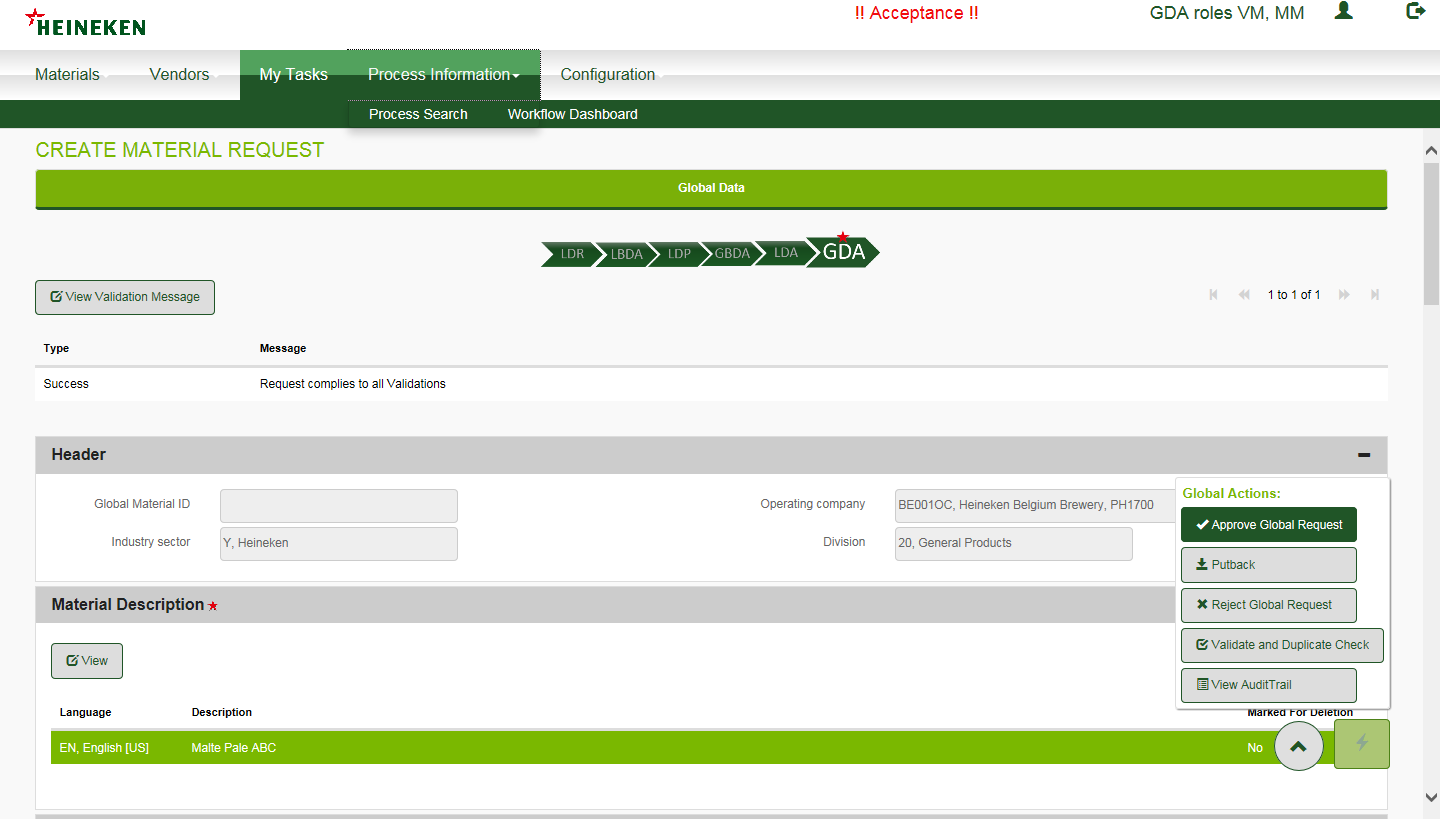 HEINEKEN
!! Acceptance !!
GDA roles VM, MM
Materials
Vendors
My Tasks
Process Information
Configuration
Process Search
Workflow Dashboard
CREATE MATERIAL REQUEST
Global Data
LDR
LBDA
LDP
GBDA
LDA
GDA
View Validation Message
1 to 1 of 1
Type
Message
Success
Request complies to all Validations
Header
Global Material ID
Operating company
BE001OC, Heineken Belgium Brewery, PH1700
Industry sector
Y, Heineken
Division
20, General Products
Global Actions:
Approve Global Request
Putback
Reject Global Request
Validate and Duplicate Check
View AuditTrail
Material Description
View
Language
Description
Marked For Deletion
EN, English [US]
Malte Pale ABC
No